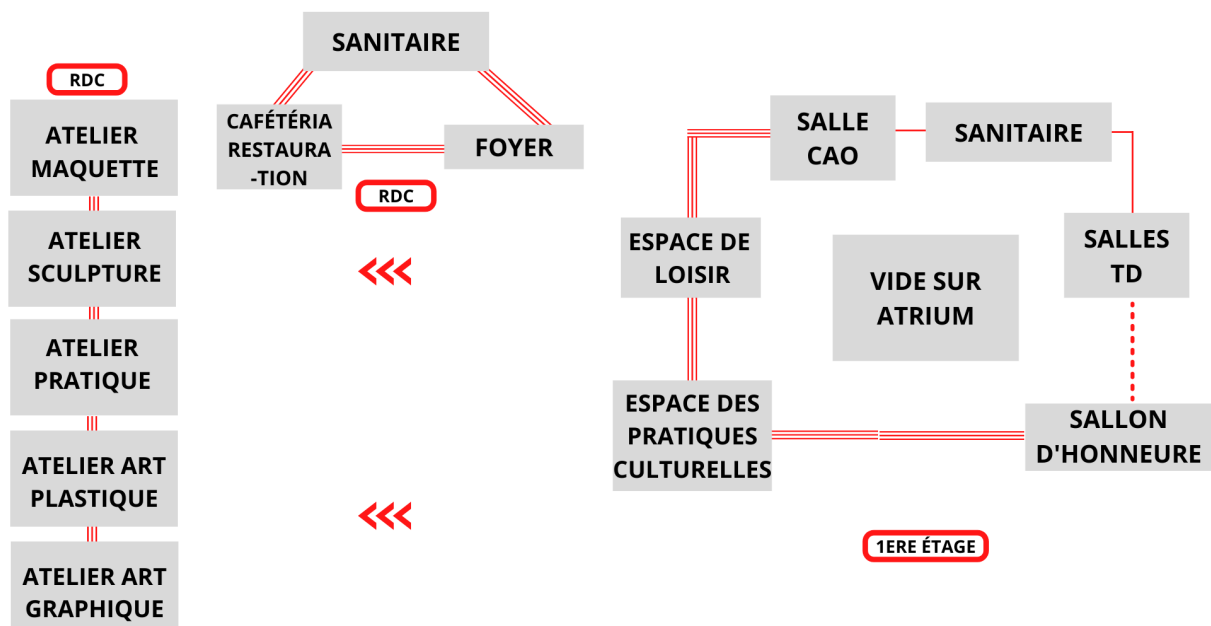 RDC
ATELIER
MAQUETTE
ATELIER
SCULPTURE
ATELIER
PRATIQUE
ATELIER ART
PLASTIQUE
ATELIER ART
GRAPHIQUE
SANITAIRE
CAFÉTÉRIA
RESTAURA
-TION
FOYER
RDC
SALLE
CAO
SANITAIRE
ESPACE DE
LOISIR
VIDE SUR
ATRIUM
SALLES
TD
ESPACE DES
PRATIQUES
CULTURELLES
SALLON
D'HONNEURE
1ERE ÉTAGE